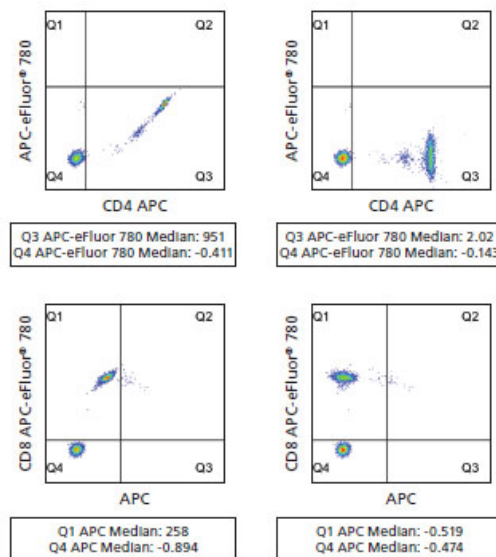 Q1 Q2
APC-eFluor® 780
Q4 Q3
CD4 APC
Q3 APC-eFluor 780 Median: 951
Q4 APC-eFluor 780 Median: -0.411
Q1 Q2
APC-eFluor® 780
Q4 Q3
CD4 APC
Q3 APC-eFluor 780 Median: 2.02
Q4 APC-eFluor 780 Median: -0.143
Q1 Q2
CD8 APC-eFluor® 780
Q4 Q3
APC
Q1 APC Median: 258
Q4 APC Median: -0.894
Q1 Q2
CD8 APC-eFluor® 780
Q4 Q3
APC
Q1 APC Median: -0.519
Q4 APC Median: -0.474